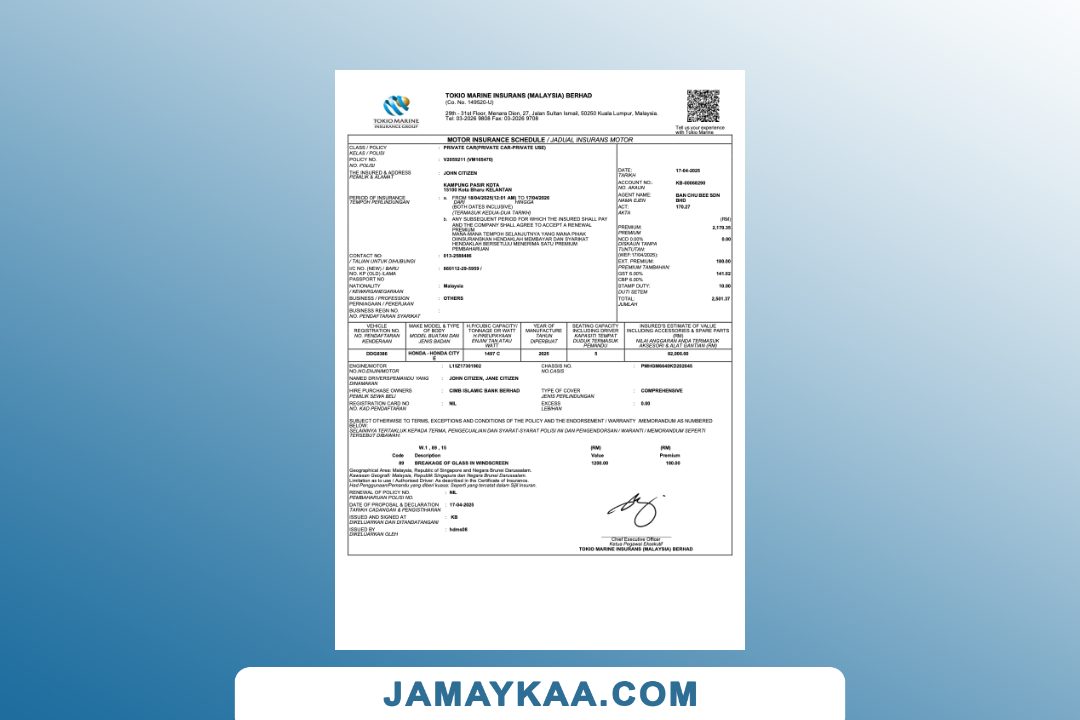 TOKIO MARINE INSURANS (MALAYSIA) BERHAD
(Co. No. 149520-U)
29th - 31st Floor, Menara Dion, 27, Jalan Sultan Ismail, 50250 Kuala Lumpur, Malaysia.
Tel: 03-2026 9808 Fax: 03-2026 9708
TOKIO MARINE
INSURANCE GROUP
Tell us your experience
with Tokio Marine
MOTOR INSURANCE SCHEDULE / JADUAL INSURANS MOTOR
CLASS / POLICY : PRIVATE CAR(PRIVATE CAR-PRIVATE USE)
KELAS / POLISI
POLICY NO. : V2059211 (VM165470)
NO. POLISI
THE INSURED & ADDRESS : JOHN CITIZEN
PEMILIK & ALAMAT
KAMPUNG PASIR KOTA
15100 Kota Bharu KELANTAN
PERIOD OF INSURANCE : a. FROM 18/04/2025(12:01 AM) TO 17/04/2026
TEMPOH PERLINDUNGAN DARI HINGGA
(BOTH DATES INCLUSIVE)
(TERMASUK KEDUA-DUA TARIKH)
b. ANY SUBSEQUENT PERIOD FOR WHICH THE INSURED SHALL PAY
AND THE COMPANY SHALL AGREE TO ACCEPT A RENEWAL
PREMIUM
MANA-MANA TEMPOH SELANJUTNYA YANG MANA PIHAK
DIINSURANSKAN HENDAKLAH MEMBAYAR DAN SYARIKAT
HENDAKLAH BERSETUJU MENERIMA SATU PREMIUM
PEMBAHARUAN
CONTACT NO :
/ TALIAN UNTUK DIHUBUNGI
I/C NO. (NEW) / BARU :
NO. KP (OLD) /LAMA
PASSPORT NO
NATIONALITY : Malaysia
/ KEWARGANEGARAAN
BUSINESS / PROFESSION : OTHERS
PERNIAGAAN / PEKERJAAN
BUSINESS REGN NO. :
NO. PENDAFTARAN SYARIKAT
DATE: 17-04-2025
TARIKH
ACCOUNT NO.: KB-00060290
NO. AKAUN
AGENT NAME: BAN CHU BEE SDN
NAMA EJEN BHD
ACT: 170.27
AKTA
(RM)
PREMIUM: 2,170.35
PREMIUM
NCD 0.00% 0.00
DISKAUN TANPA
TUNTUTAN:
(WEF:17/04/2025):
EXT. PREMIUM: 180.00
PREMIUM TAMBAHAN:
GST 6.00% 141.02
CBP 6.00%
STAMP DUTY: 10.00
DUTI SETEM
TOTAL: 2,501.37
JUMLAH
VEHICLE REGISTRATION NO. NO. PENDAFTARAN KENDERAAN
MAKE MODEL & TYPE OF BODY MODEL BUATAN DAN JENIS BADAN
H.P/CUBIC CAPACITY/ TONNAGE OR WATT
YEAR OF MANUFACTURE TAHUN DIPERBUAT
SEATING CAPACITY INCLUDING DRIVER KAPASITI TEMPAT DUDUK TERMASUK PEMANDU
INSURED'S ESTIMATE OF VALUE INCLUDING ACCESSORIES & SPARE PARTS (RM) NILAI ANGGARAN ANDA TERMASUK AKSESORI & ALAT GANTIAN (RM)
HONDA - HONDA CITY E 1497 C 2025 5 92,000.00
ENGINE/MOTOR : L15Z17301902
NO./NO.ENJIN/MOTOR
CHASSIS NO. :
NO.CASIS
NAMED DRIVERS/PEMANDU YANG : JOHN CITIZEN, JANE CITIZEN
DINAMAKAN
HIRE PURCHASE OWNERS : CIMB ISLAMIC BANK BERHAD
PEMILIK SEWA BELI
TYPE OF COVER : COMPREHENSIVE
JENIS PERLINDUNGAN
REGISTRATION CARD NO : NIL
NO. KAD PENDAFTARAN
EXCESS : 0.00
LEBIHAN
SUBJECT OTHERWISE TO TERMS, EXCEPTIONS AND CONDITIONS OF THE POLICY AND THE ENDORSEMENT / WARRANTY /MEMORANDUM AS NUMBERED
BELOW:
SELAINNYA TERTAKLUK KEPADA TERMA, PENGECUALIAN DAN SYARAT-SYARAT POLISI INI DAN PENGENDORSAN / WARANTI / MEMORANDUM SEPERTI
TERSEBUT DIBAWAH:
W.1 , 89 , 15 (RM) (RM)
Code Description Value Premium
89 BREAKAGE OF GLASS IN WINDSCREEN 1200.00 180.00
Geographical Area: Malaysia, Republic of Singapore and Negara Brunei Darussalam.
Kawasan Geografi: Malaysia, Republik Singapura dan Negara Brunei Darussalam.
Limitation as to use / Authorised Driver: As described in the Certificate of Insurance.
Had Penggunaan/Pemandu yang diberi kuasa: Seperti yang tercatat dalam Sijil Insuran.
RENEWAL OF POLICY NO. : NIL
PEMBAHARUAN POLISI NO.
DATE OF PROPOSAL & DECLARATION : 17-04-2025
TARIKH CADANGAN & PENGISTIHARAN
ISSUED AND SIGNED AT : KB
DIKELUARKAN DAN DITANDATANGANI
ISSUED BY : hdms08
DIKELUARKAN OLEH
Chief Executive Officer
Ketua Pegawai Eksekutif
TOKIO MARINE INSURANS (MALAYSIA) BERHAD
JAMAYKAA.COM